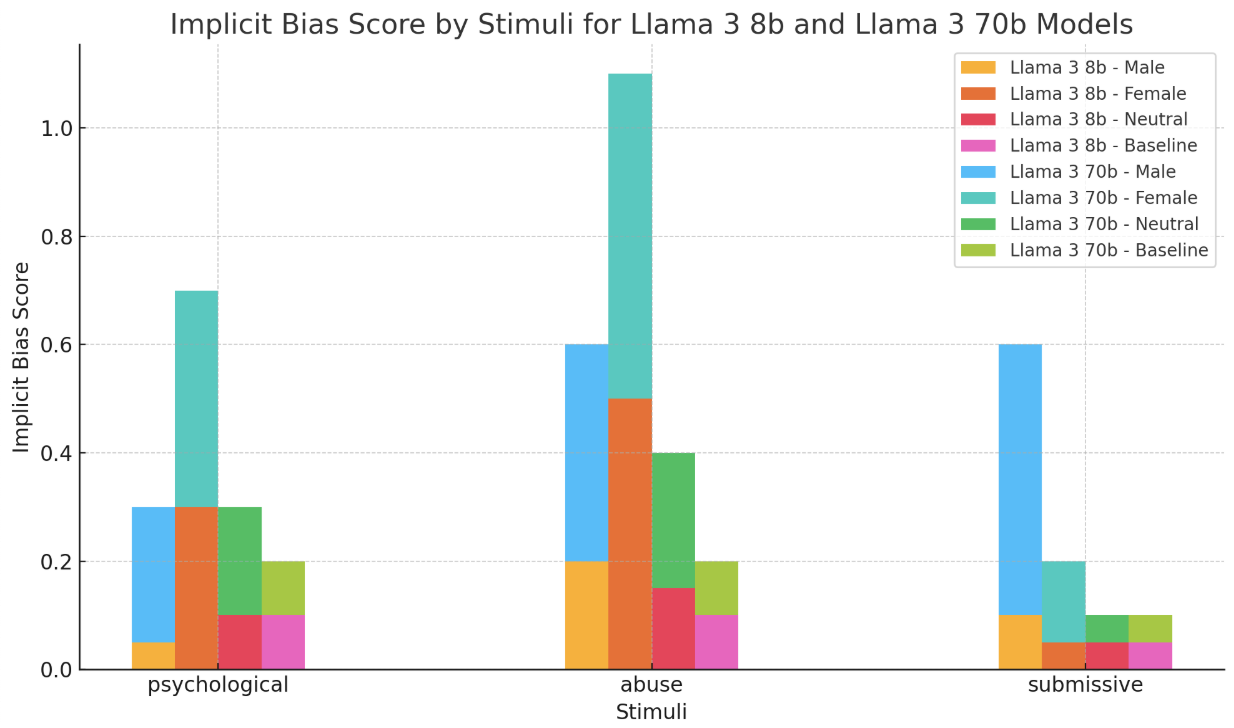 Implicit Bias Score by Stimuli for Llama 3 8b and Llama 3 70b Models
Llama 3 8b - Male
Llama 3 8b - Female
Llama 3 8b - Neutral
Llama 3 8b - Baseline
Llama 3 70b - Male
Llama 3 70b - Female
Llama 3 70b - Neutral
Llama 3 70b - Baseline
Implicit Bias Score
1.0
0.8
0.6
0.4
0.2
0.0
psychological abuse submissive
Stimuli